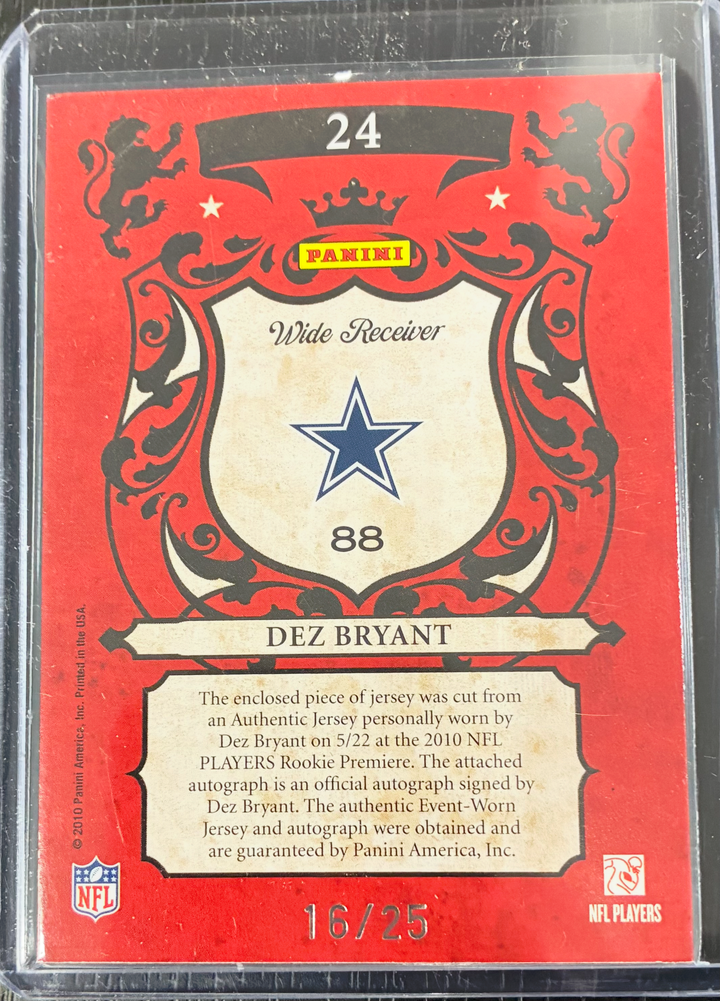 24
PANINI
Wide Receiver
88
DEZ BRYANT
The enclosed piece of jersey was cut from
an Authentic Jersey personally worn by
Dez Bryant on 5/22 at the 2010 NFL
PLAYERS Rookie Premiere. The attached
autograph is an official autograph signed by
Dez Bryant. The authentic Event-Worn
Jersey and autograph were obtained and
are guaranteed by Panini America, Inc.
© 2010 Panini America, Inc. Printed in the USA.
NFL
16/25
NFL PLAYERS